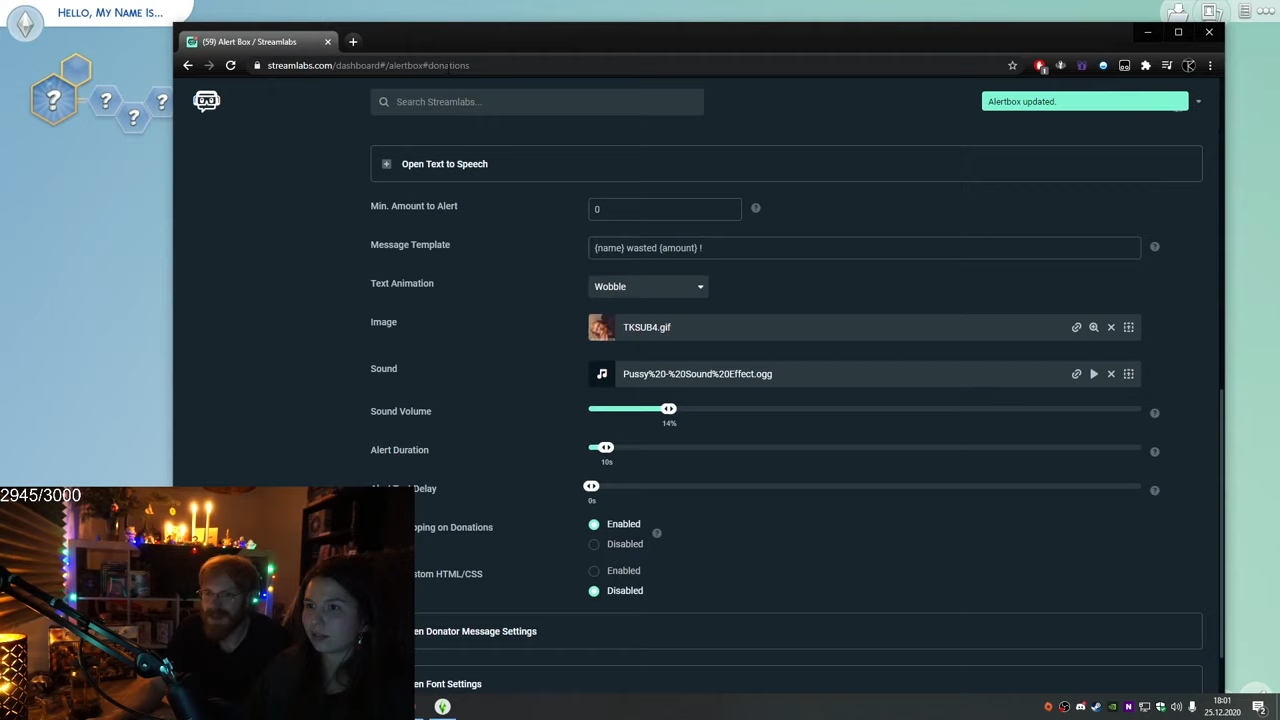 Hello, My Name Is...
(59) Alert Box / Streamlabs
streamlabs.com/dashboard#/alertbox#donations
Search Streamlabs...
Alertbox updated.
Open Text to Speech
Min. Amount to Alert
0
Message Template
{name} wasted {amount} !
Text Animation
Wobble
Image
TKSUB4.gif
Sound
Pussy%20-%20Sound%20Effect.ogg
Sound Volume
14%
Alert Duration
10s
Delay
0s
2945/3000
pping on Donations
Enabled
Disabled
stom HTML/CSS
Enabled
Disabled
en Donator Message Settings
en Font Settings
18:01
25.12.2020